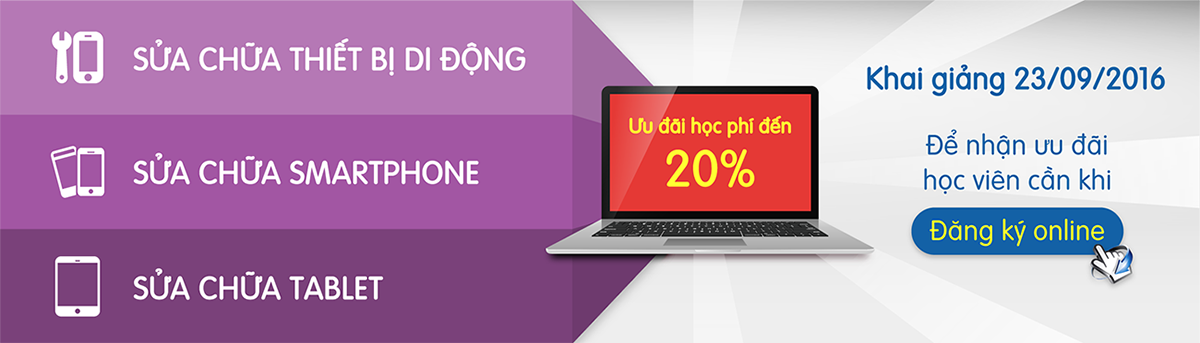 SỬA CHỮA THIẾT BỊ DI ĐỘNG
SỬA CHỮA SMARTPHONE
SỬA CHỮA TABLET
Ưu đãi học phí đến
20%
Khai giảng 23/09/2016
Để nhận ưu đãi
học viên cần khi
Đăng ký online